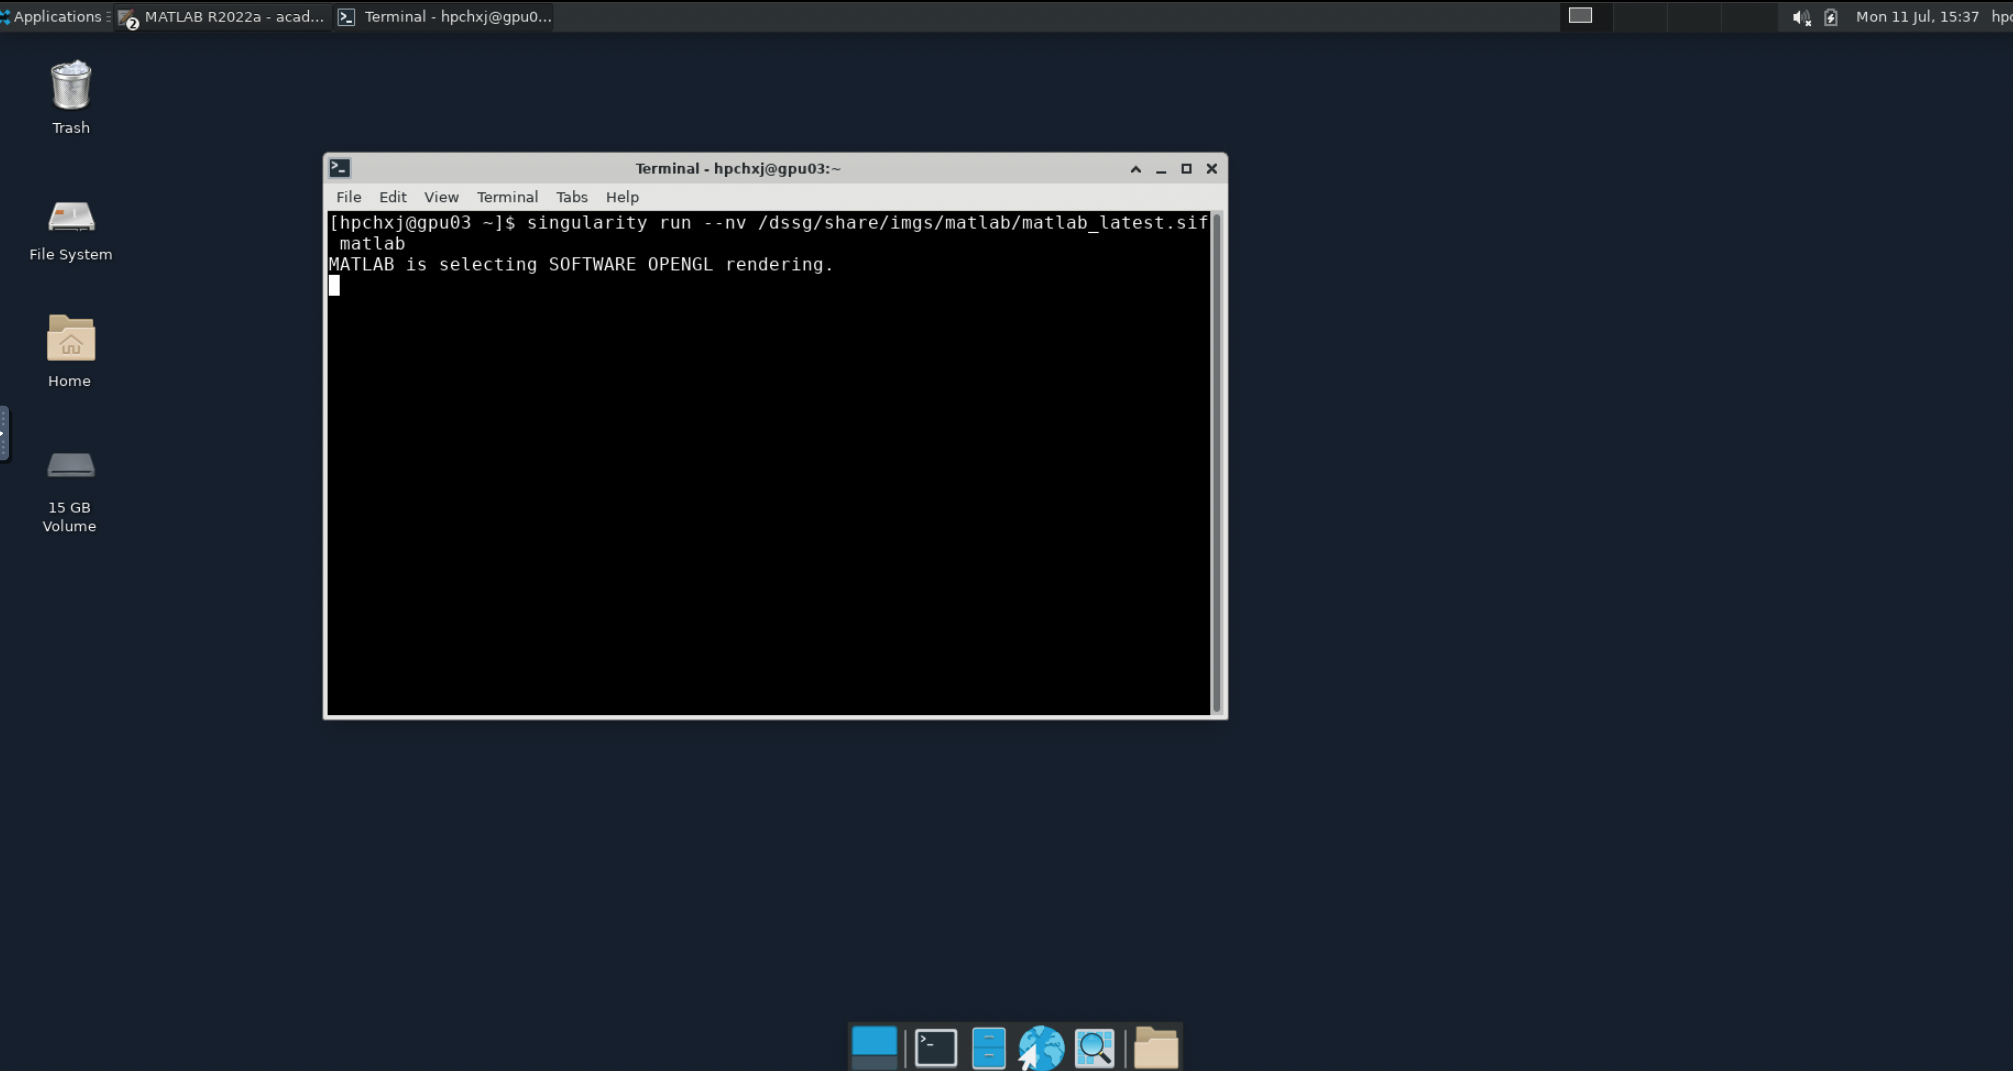 Applications MATLAB R2022a - acad... Terminal - hpchxj@gpu0... Mon 11 Jul, 15:37 hpc
2
Trash
File System
Home
15 GB
Volume
Terminal - hpchxj@gpu03:~
File Edit View Terminal Tabs Help
[hpchxj@gpu03 ~]$ singularity run --nv /dssg/share/imgs/matlab/matlab_latest.sif
matlab
MATLAB is selecting SOFTWARE OPENGL rendering.